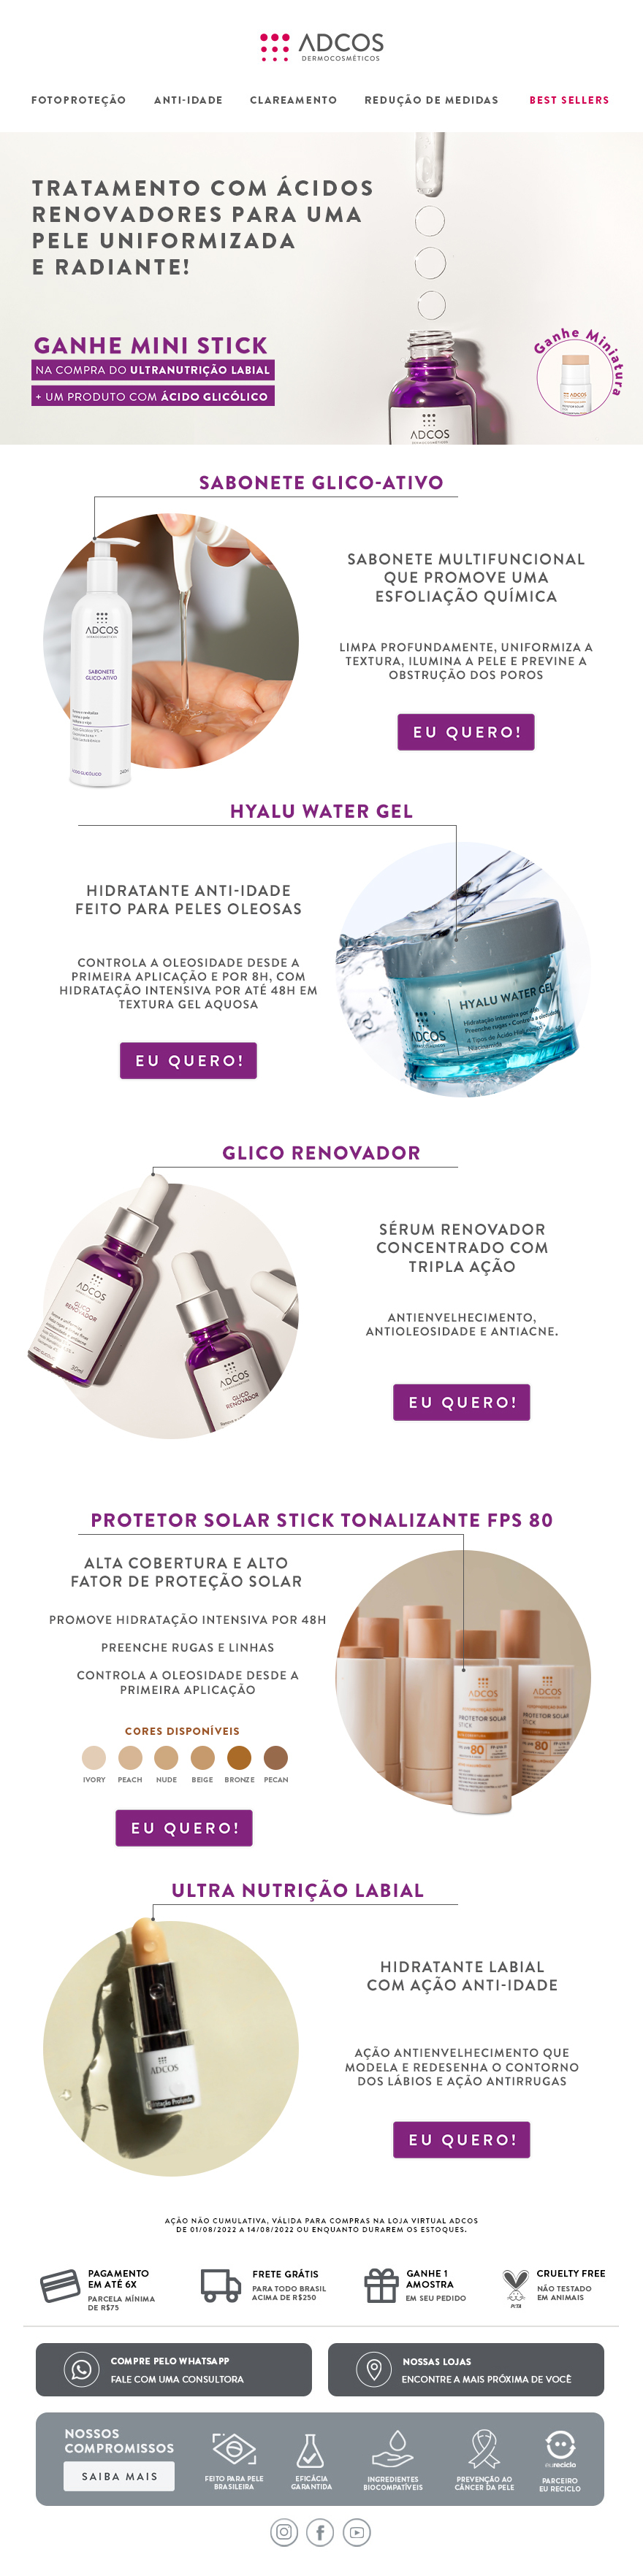 ADCOS
DERMOCOSMÉTICOS
FOTOPROTEÇÃO ANTI-IDADE CLAREAMENTO REDUÇÃO DE MEDIDAS BEST SELLERS
TRATAMENTO COM ÁCIDOS
RENOVADORES PARA UMA
PELE UNIFORMIZADA
E RADIANTE!
GANHE MINI STICK
NA COMPRA DO ULTRANUTRIÇÃO LABIAL
+ UM PRODUTO COM ÁCIDO GLICÓLICO
Ganhe Miniatura
ADCOS
ADCOS
SABONETE GLICO-ATIVO
ADCOS
SABONETE
GLICO-ATIVO
SABONETE MULTIFUNCIONAL
QUE PROMOVE UMA
ESFOLIAÇÃO QUÍMICA
LIMPA PROFUNDAMENTE, UNIFORMIZA A
TEXTURA, ILUMINA A PELE E PREVINE A
OBSTRUÇÃO DOS POROS
EU QUERO!
HYALU WATER GEL
HIDRATANTE ANTI-IDADE
FEITO PARA PELES OLEOSAS
CONTROLA A OLEOSIDADE DESDE A
PRIMEIRA APLICAÇÃO E POR 8H, COM
HIDRATAÇÃO INTENSIVA POR ATÉ 48H EM
TEXTURA GEL AQUOSA
EU QUERO!
ADCOS
HYALU WATER GEL
GLICO RENOVADOR
ADCOS
GLICO
RENOVADOR
30ml
ADCOS
GLICO
RENOVADOR
SÉRUM RENOVADOR
CONCENTRADO COM
TRIPLA AÇÃO
ANTIENVELHECIMENTO,
ANTIOLEOSIDADE E ANTIACNE.
EU QUERO!
PROTETOR SOLAR STICK TONALIZANTE FPS 80
ALTA COBERTURA E ALTO
FATOR DE PROTEÇÃO SOLAR
PROMOVE HIDRATAÇÃO INTENSIVA POR 48H
PREENCHE RUGAS E LINHAS
CONTROLA A OLEOSIDADE DESDE A
PRIMEIRA APLICAÇÃO
CORES DISPONÍVEIS
IVORY PEACH NUDE BEIGE BRONZE PECAN
EU QUERO!
ADCOS
PROTETOR SOLAR
STICK
80
ADCOS
PROTETOR SOLAR
STICK
80
ULTRA NUTRIÇÃO LABIAL
ADCOS
HIDRATANTE LABIAL
COM AÇÃO ANTI-IDADE
AÇÃO ANTIENVELHECIMENTO QUE
MODELA E REDESENHA O CONTORNO
DOS LÁBIOS E AÇÃO ANTIRRUGAS
EU QUERO!
AÇÃO NÃO CUMULATIVA, VÁLIDA PARA COMPRAS NA LOJA VIRTUAL ADCOS
DE 01/08/2022 A 14/08/2022 OU ENQUANTO DURAREM OS ESTOQUES.
PAGAMENTO
EM ATÉ 6X
PARCELA MÍNIMA
DE R$75
FRETE GRÁTIS
PARA TODO BRASIL
ACIMA DE R$250
GANHE 1
AMOSTRA
EM SEU PEDIDO
PETA
CRUELTY FREE
NÃO TESTADO
EM ANIMAIS
COMPRE PELO WHATSAPP
FALE COM UMA CONSULTORA
NOSSAS LOJAS
ENCONTRE A MAIS PRÓXIMA DE VOCÊ
NOSSOS
COMPROMISSOS
SAIBA MAIS
FEITO PARA PELE
BRASILEIRA
EFICÁCIA
GARANTIDA
INGREDIENTES
BIOCOMPATÍVEIS
PREVENÇÃO AO
CÂNCER DA PELE
eureciclo
PARCEIRO
EU RECICLO